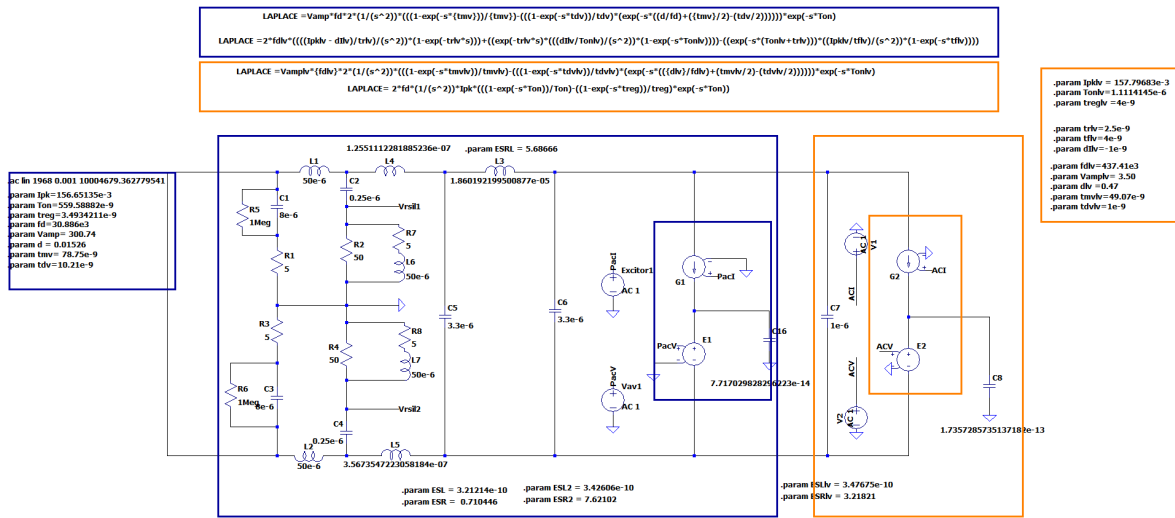 LAPLACE =Vamp*fd*2*(1/(s^2))*(((1-exp(-s*{tmv}))/{tmv})-(((1-exp(-s*tdv))/tdv)*(exp(-s*((d/fd)+({tmv}/2)-(tdv/2))))))*exp(-s*Ton)
LAPLACE =2*fdlv*((((Ipklv - dIlv)/trlv)/(s^2))*(1-exp(-trlv*s)))+((exp(-trlv*s)*(((dIlv/Tonlv)/(s^2))*(1-exp(-s*Tonlv))))-((exp(-s*(Tonlv+trlv)))*((Ipklv/tflv)/(s^2))*(1-exp(-s*tflv))))
LAPLACE =Vamplv*{fdlv}*2*(1/(s^2))*(((1-exp(-s*tmvlv))/tmvlv)-(((1-exp(-s*tdvlv))/tdvlv)*(exp(-s*(({dlv}/fdlv)+(tmvlv/2)-(tdvlv/2))))))*exp(-s*Tonlv)
LAPLACE= 2*fd*(1/(s^2))*Ipk*(((1-exp(-s*Ton))/Ton)-((1-exp(-s*treg))/treg)*exp(-s*Ton))
.param Ipklv = 157.79683e-3
.param Tonlv=1.1114145e-6
.param treglv =4e-9
.param trlv=2.5e-9
.param tflv=4e-9
.param dIlv=-1e-9
.param fdlv=437.41e3
.param Vamplv= 3.50
.param dlv = 0.47
.param tmvlv=49.07e-9
.param tdvlv=1e-9
.ac lin 1968 0.001 10004679.362779541
.param Ipk=156.65135e-3
.param Ton=559.58882e-9
.param treg=3.4934211e-9
.param fd=30.886e3
.param Vamp= 300.74
.param d = 0.01526
.param tmv= 78.75e-9
.param tdv=10.21e-9
1.2551112281885236e-07
.param ESRL = 5.68666
L1
L4
L3
50e-6
1.860192199500877e-05
C2
0.25e-6
C1
8e-6
R5
1Meg
Vrsil1
R7
5
R2
50
L6
50e-6
R1
5
R3
5
R8
5
R4
50
L7
50e-6
R6
1Meg
C3
8e-6
Vrsil2
C4
0.25e-6
L2
50e-6
L5
3.5673547223058184e-07
C5
3.3e-6
C6
3.3e-6
PacI
Excitor1
AC 1
PacV
Vav1
AC 1
G1
PacI
PacV
E1
C16
7.717029828296223e-14
C7
1e-6
AC 1
V1
ACI
ACV
V2
AC 1
G2
ACI
ACV
E2
C8
1.7357285735137182e-13
.param ESL = 3.21214e-10
.param ESR = 0.710446
.param ESL2 = 3.42606e-10
.param ESR2 = 7.62102
.param ESLlv = 3.47675e-10
.param ESRlv = 3.21821